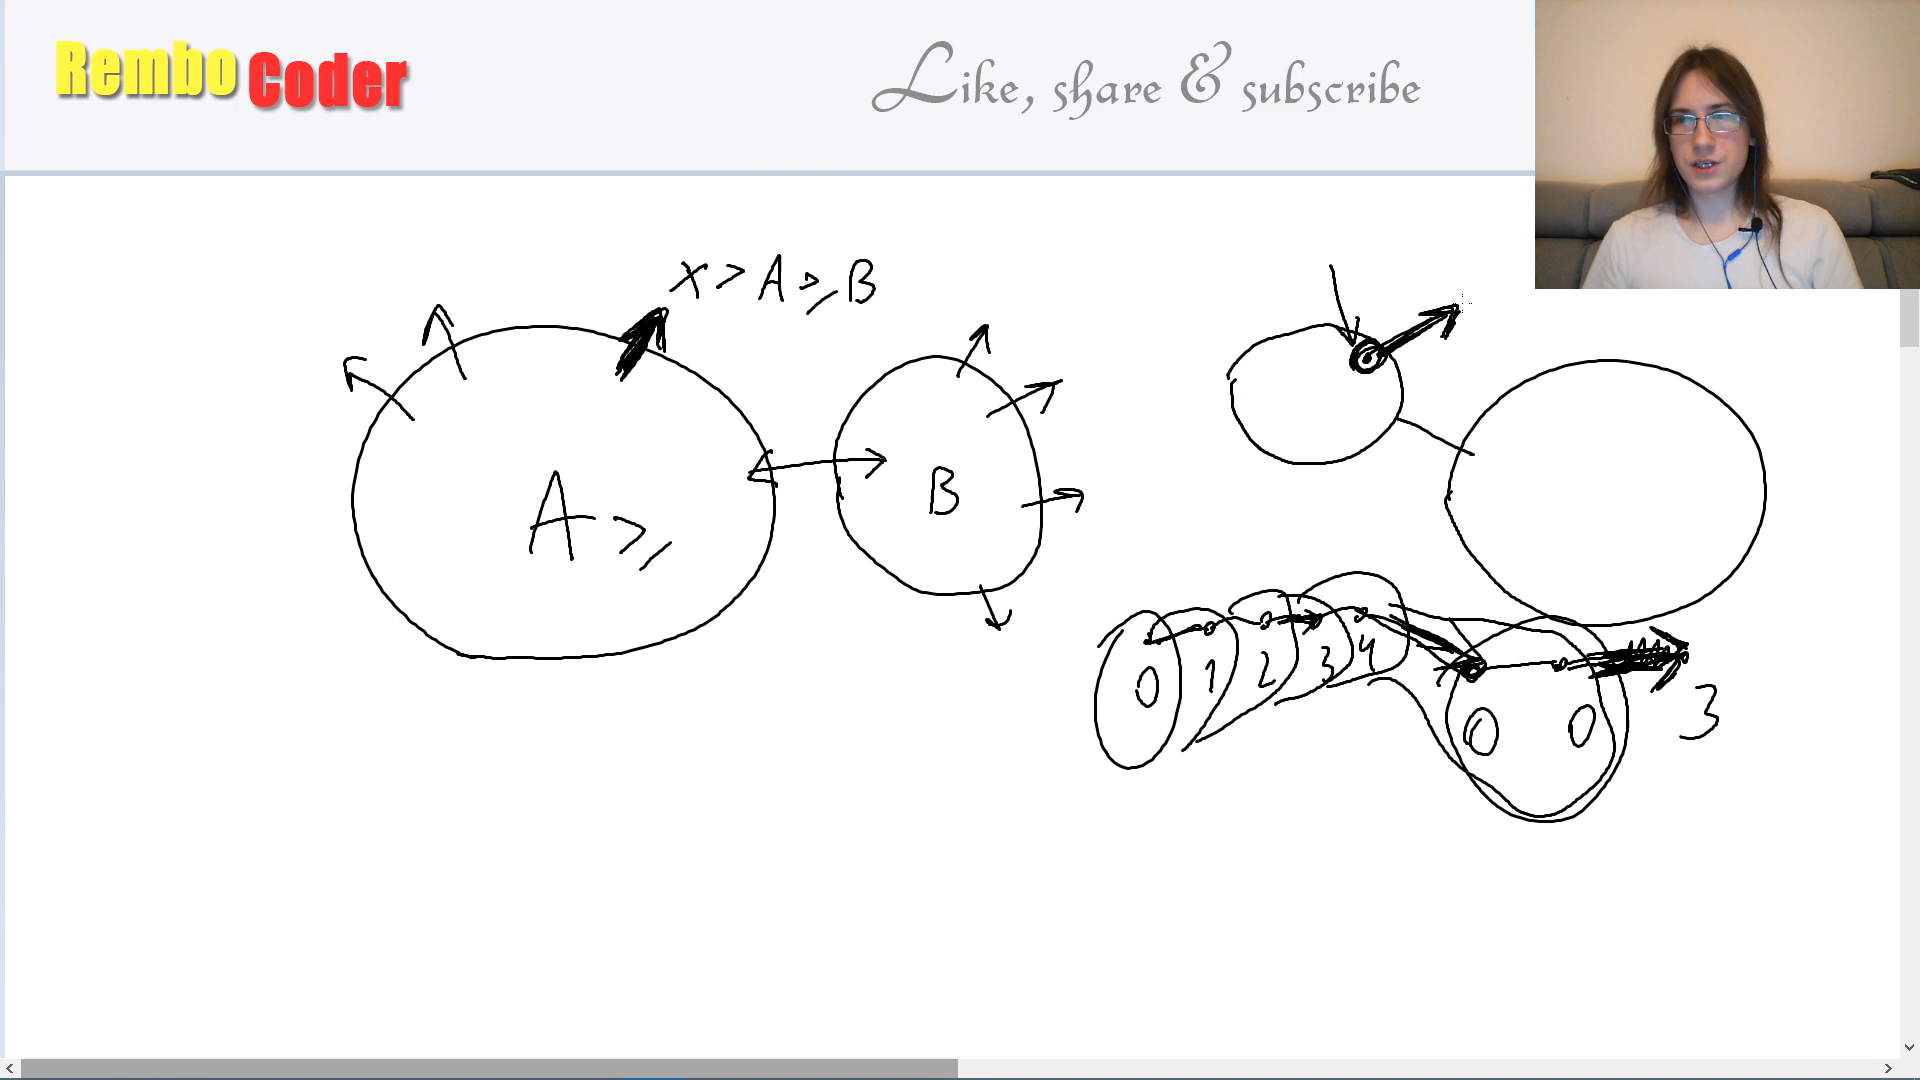 Rembo Coder
Like, share & subscribe
x > A ≥ B
A ≥
B
0 1 2 3 4
0 0
3